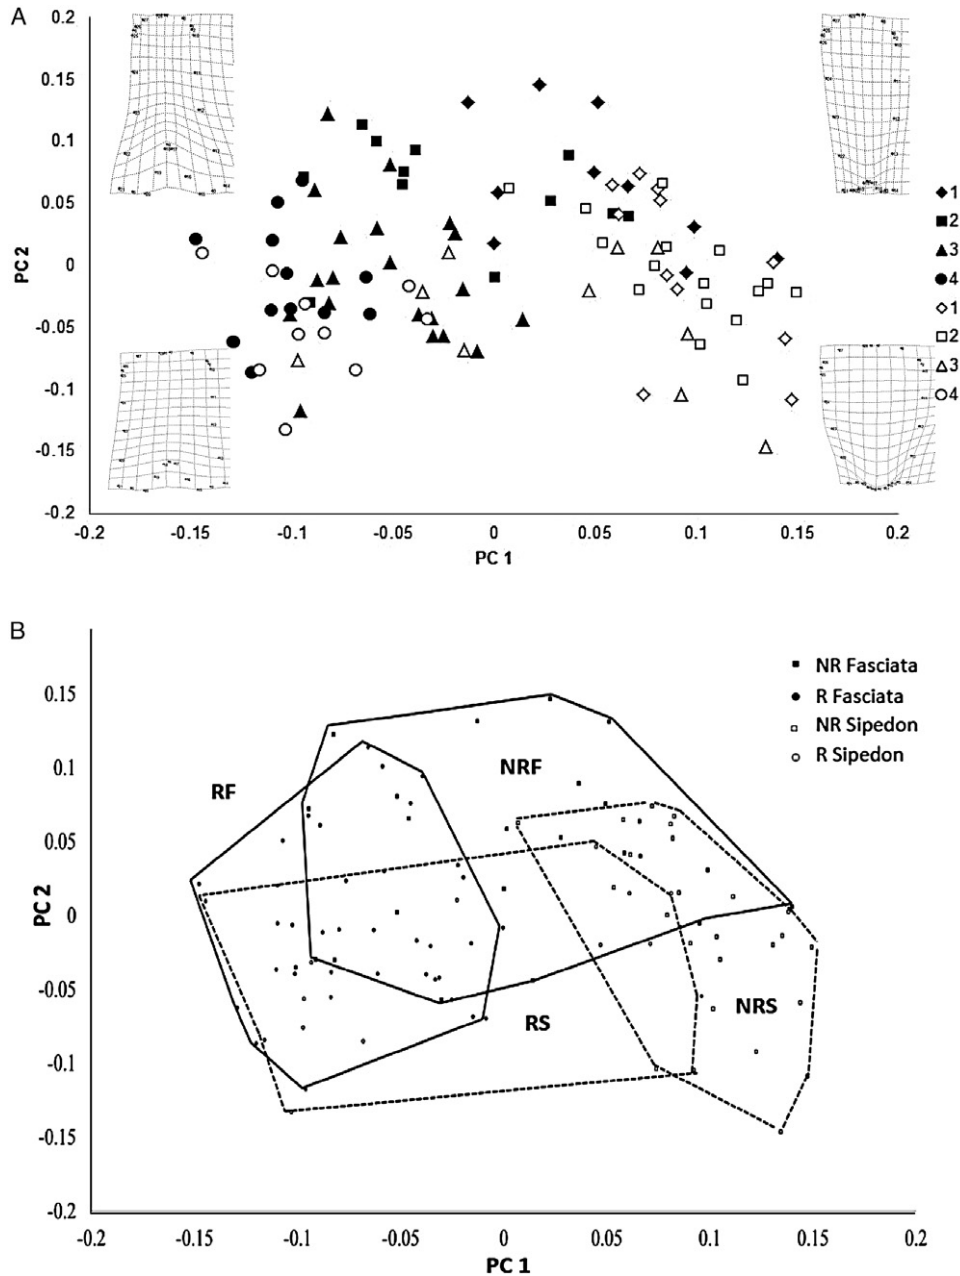 A
0.2
0.15
0.1
0.05
0
-0.05
-0.1
-0.15
-0.2
PC 2
-0.2 -0.15 -0.1 -0.05 0 0.05 0.1 0.15 0.2
PC 1
1
2
3
4
1
2
3
4
B
0.15
0.1
0.05
0
-0.05
-0.1
-0.15
-0.2
PC 2
-0.2 -0.15 -0.1 -0.05 0 0.05 0.1 0.15 0.2
PC 1
NR Fasciata
R Fasciata
NR Sipedon
R Sipedon
RF
NRF
RS
NRS